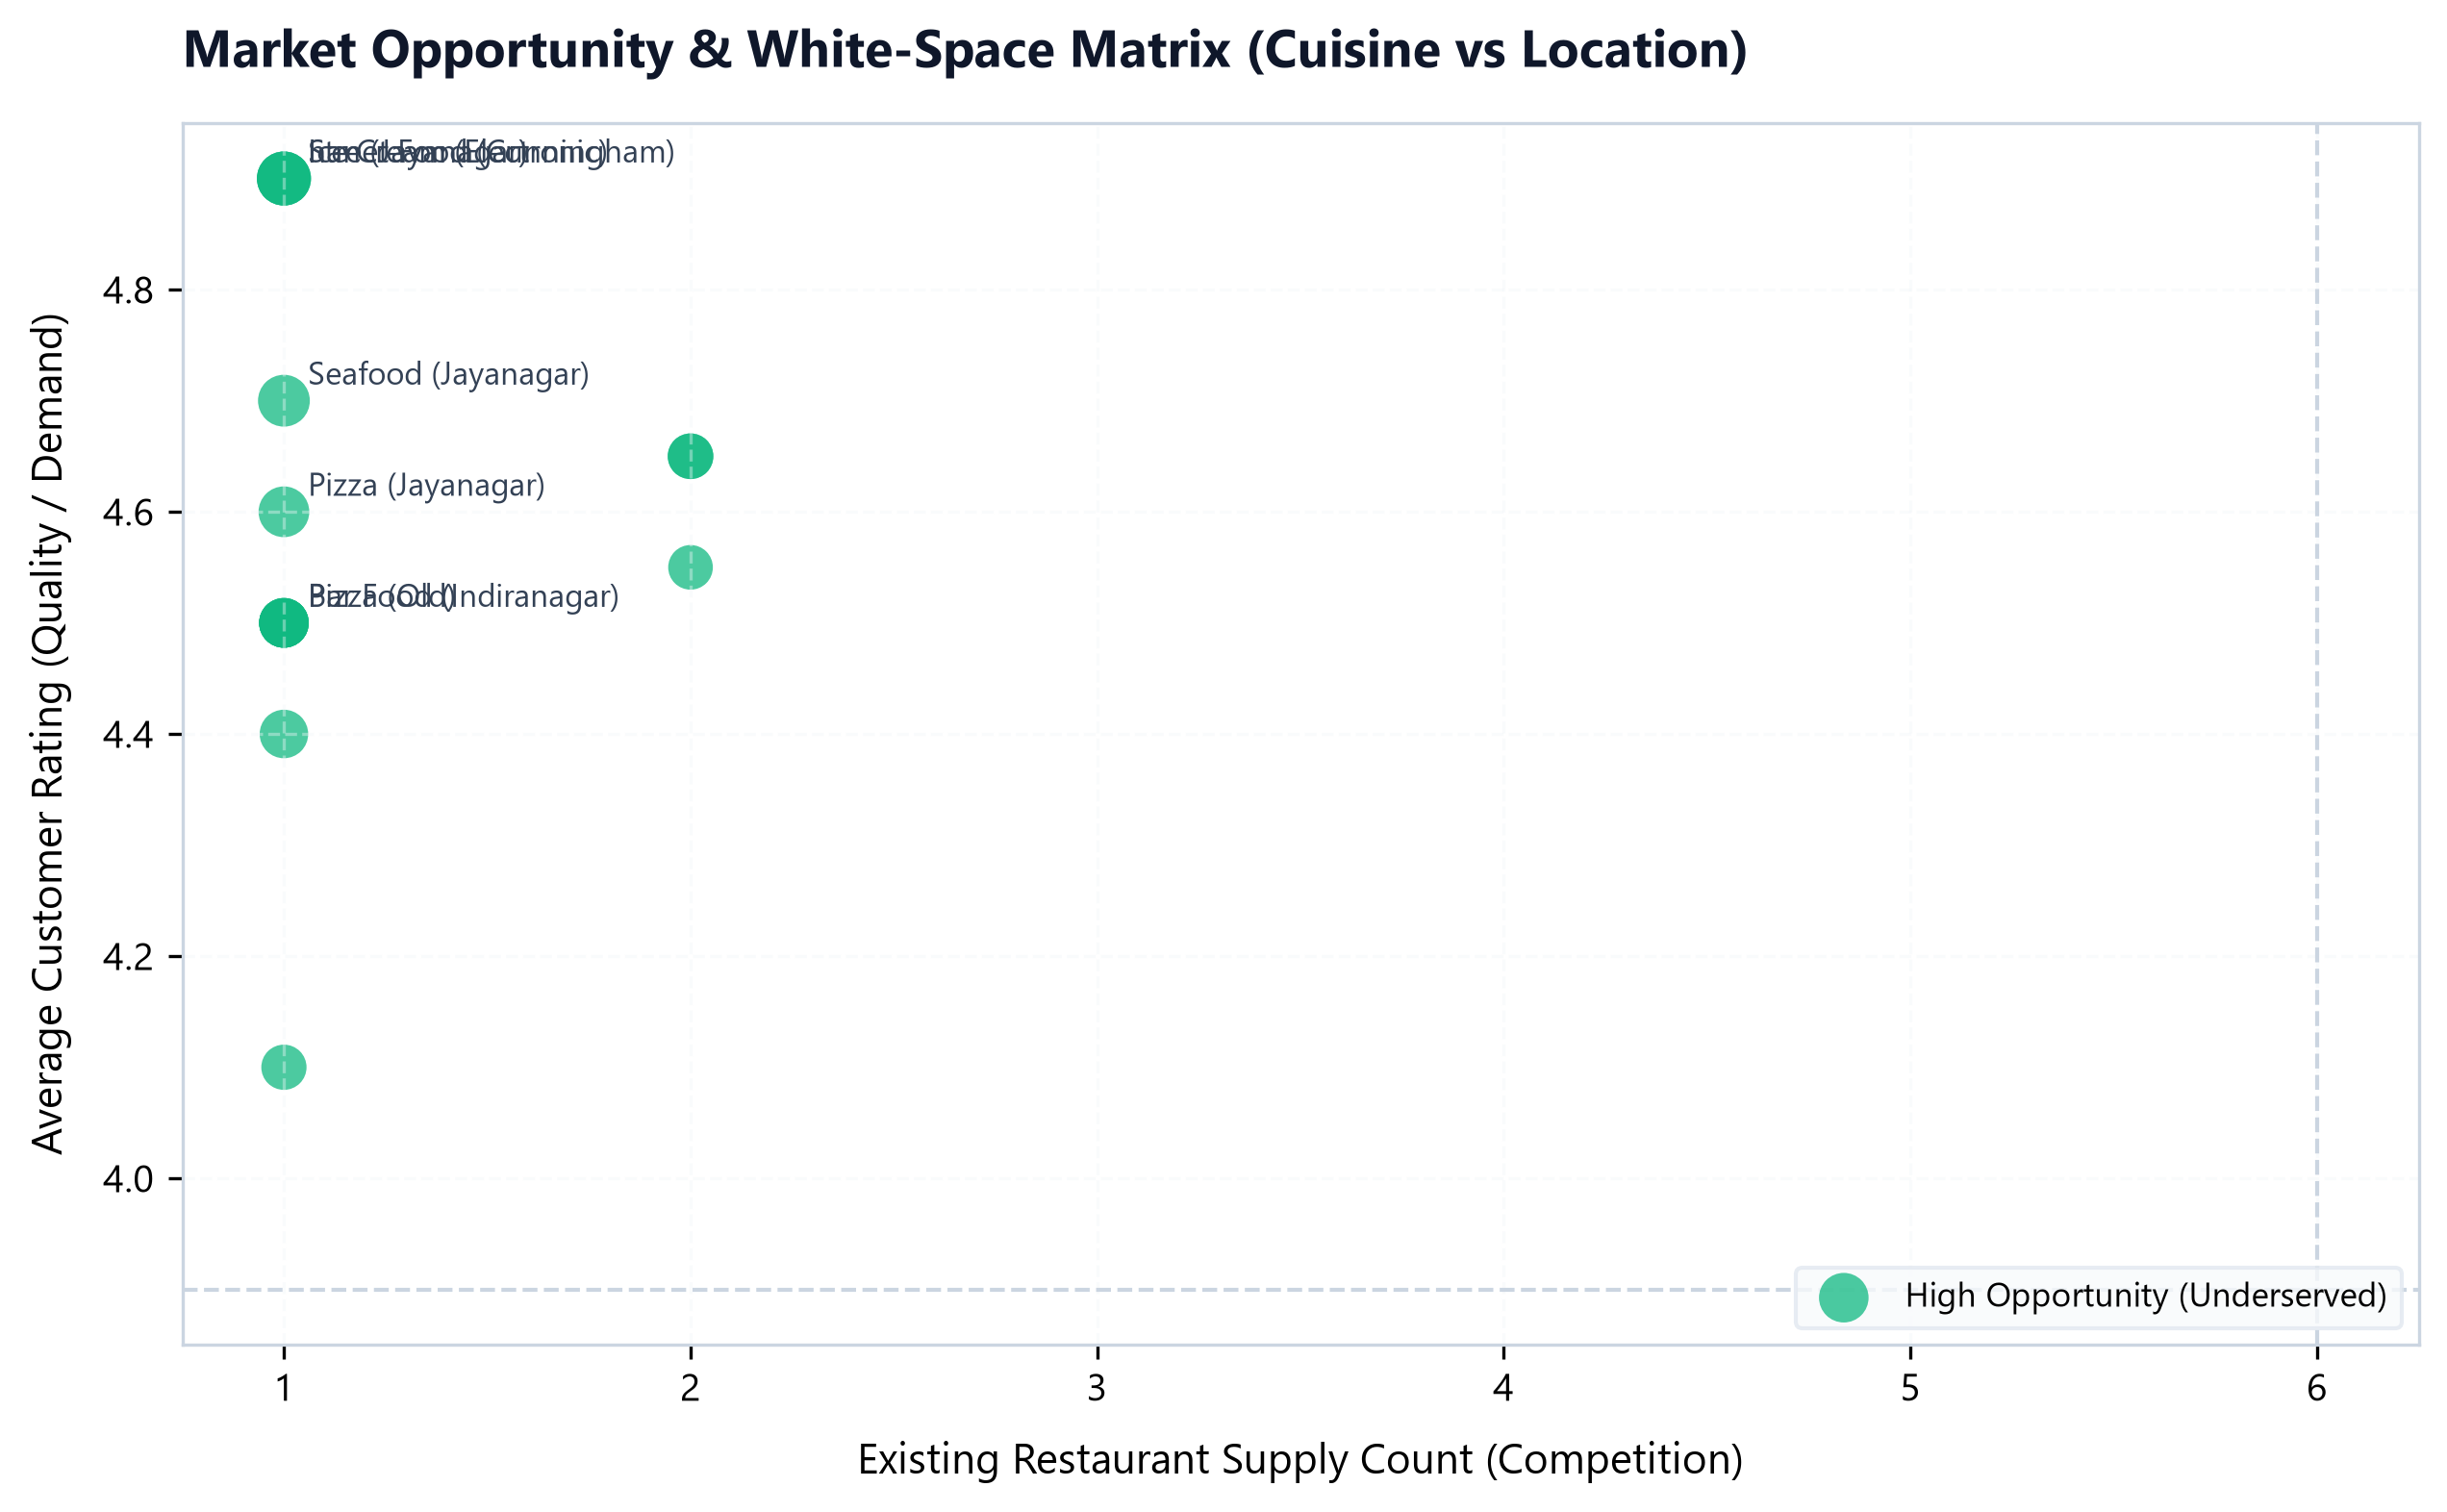 Market Opportunity & White-Space Matrix (Cuisine vs Location)
Average Customer Rating (Quality / Demand)
4.8
Seafood (Jayanagar)
Pizza (Jayanagar)
4.6
4.4
4.2
4.0
High Opportunity (Underserved)
1
2
3
4
5
6
Existing Restaurant Supply Count (Competition)